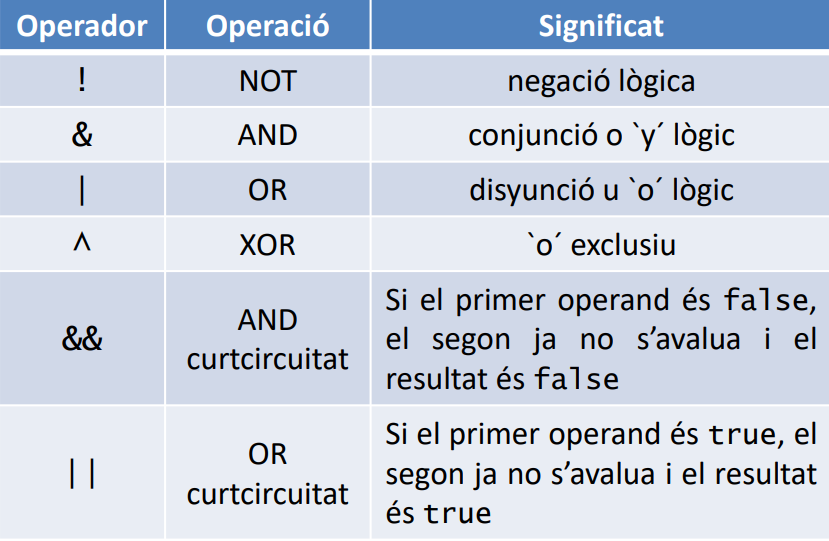 Operador Operació Significat
! NOT negació lògica
& AND conjunció o `y´ lògic
| OR disyunció u `o´ lògic
^ XOR `o´ exclusiu
&& AND
curtcircuitat
Si el primer operand és false,
el segon ja no s’avalua i el
resultat és false
|| OR
curtcircuitat
Si el primer operand és true, el
segon ja no s’avalua i el resultat
és true